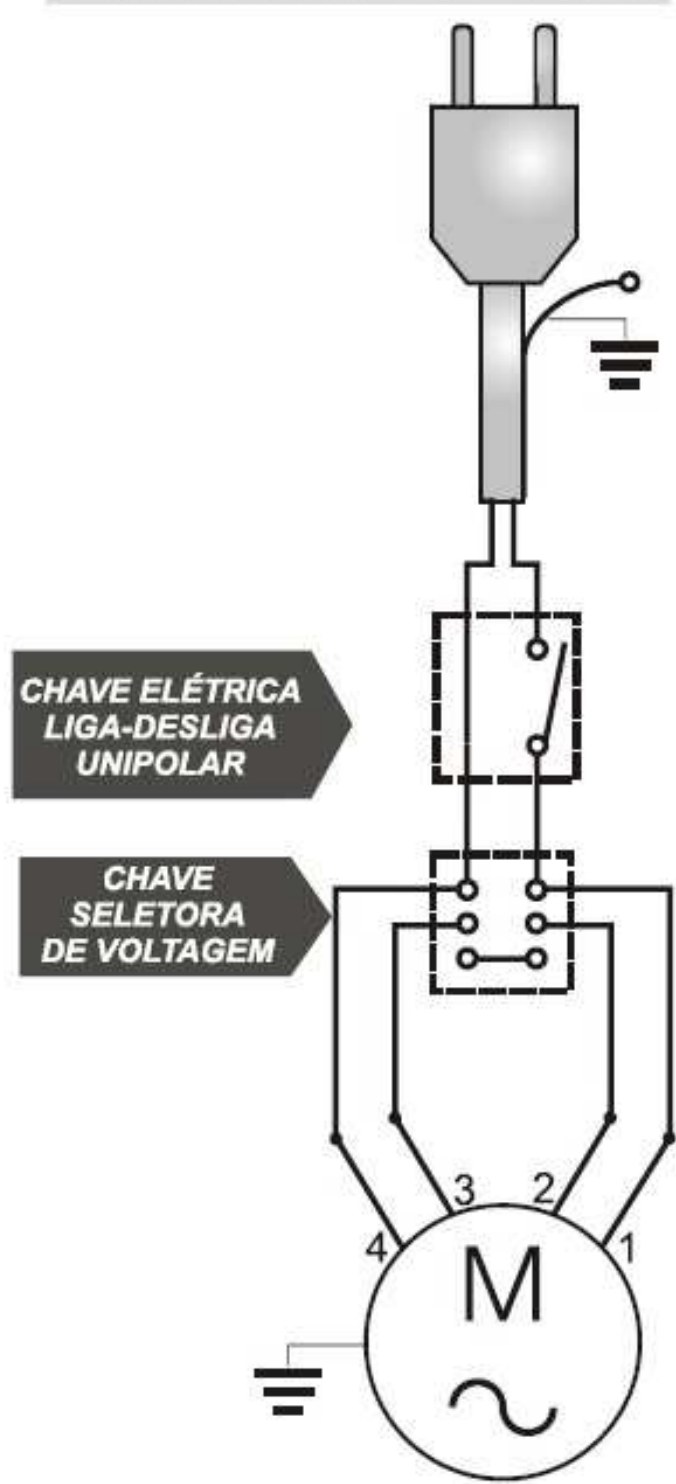 CHAVE ELÉTRICA
LIGA-DESLIGA
UNIPOLAR
CHAVE
SELETORA
DE VOLTAGEM
3 2
4 1
M